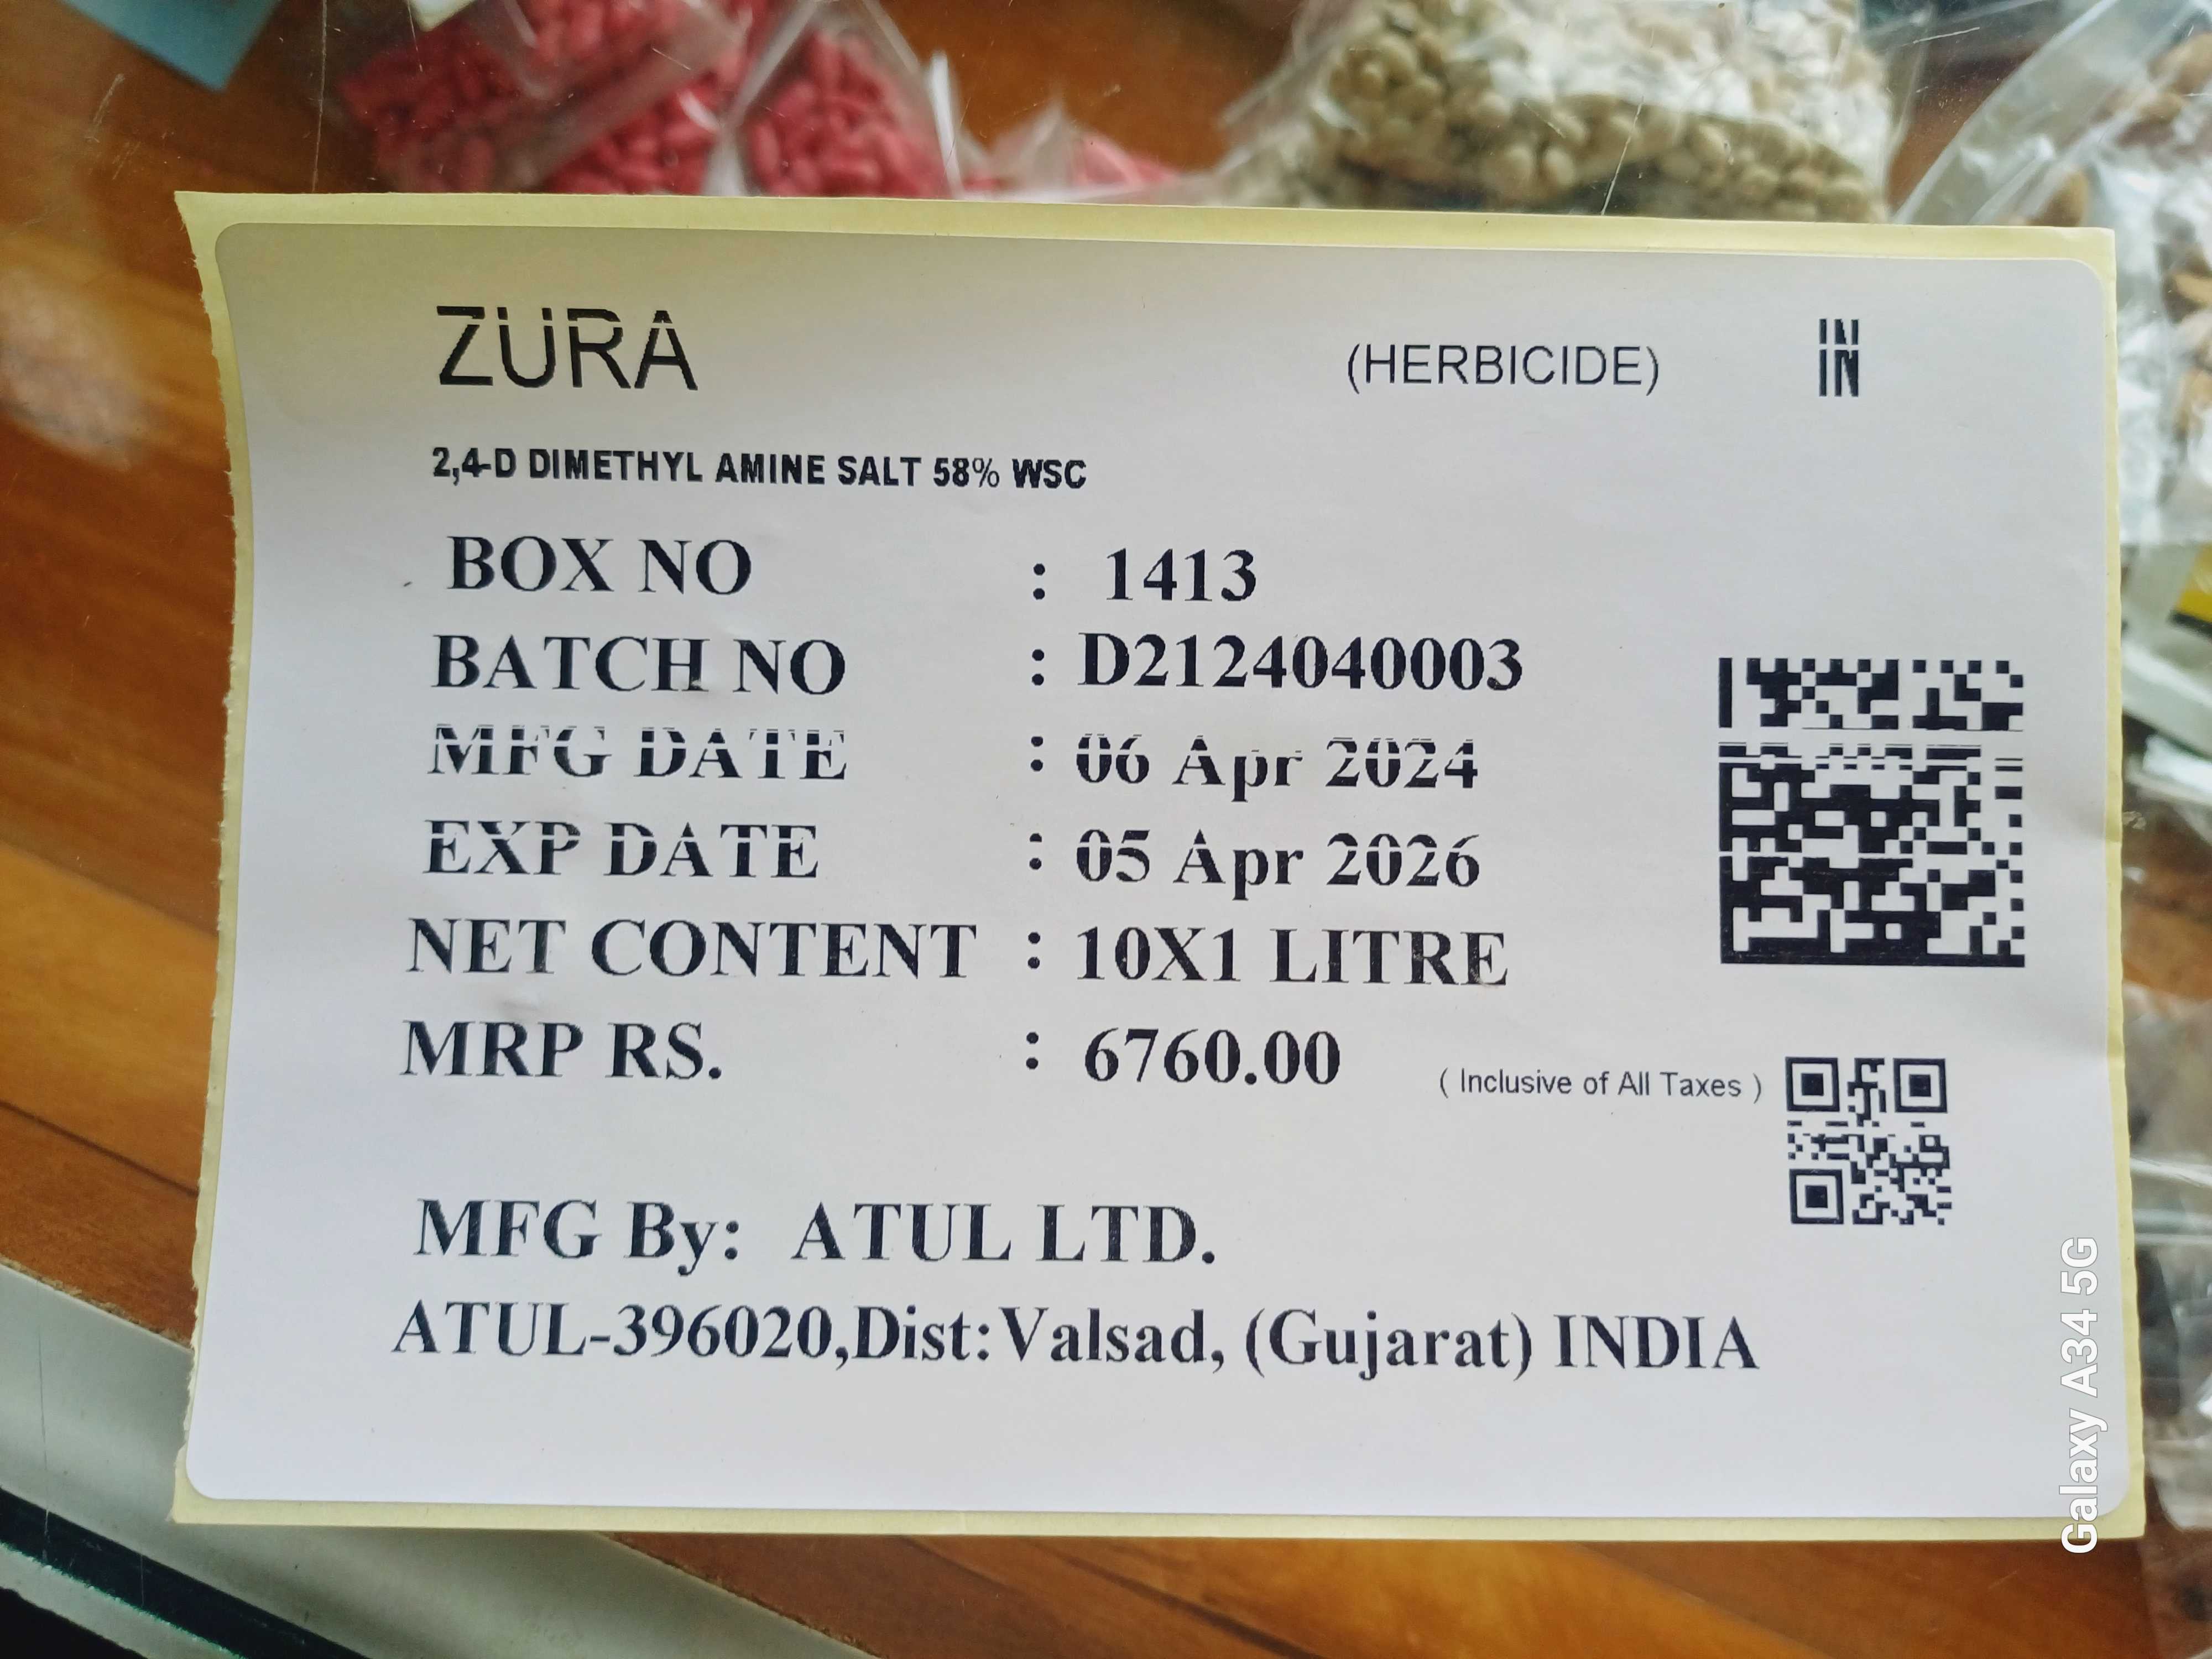 ZURA (HERBICIDE) IN
2,4-D DIMETHYL AMINE SALT 58% WSC
BOX NO : 1413
BATCH NO : D2124040003
MFG DATE : 06 Apr 2024
EXP DATE : 05 Apr 2026
NET CONTENT : 10X1 LITRE
MRP RS. : 6760.00 ( Inclusive of All Taxes )
MFG By: ATUL LTD.
ATUL-396020,Dist:Valsad, (Gujarat) INDIA
Galaxy A34 5G